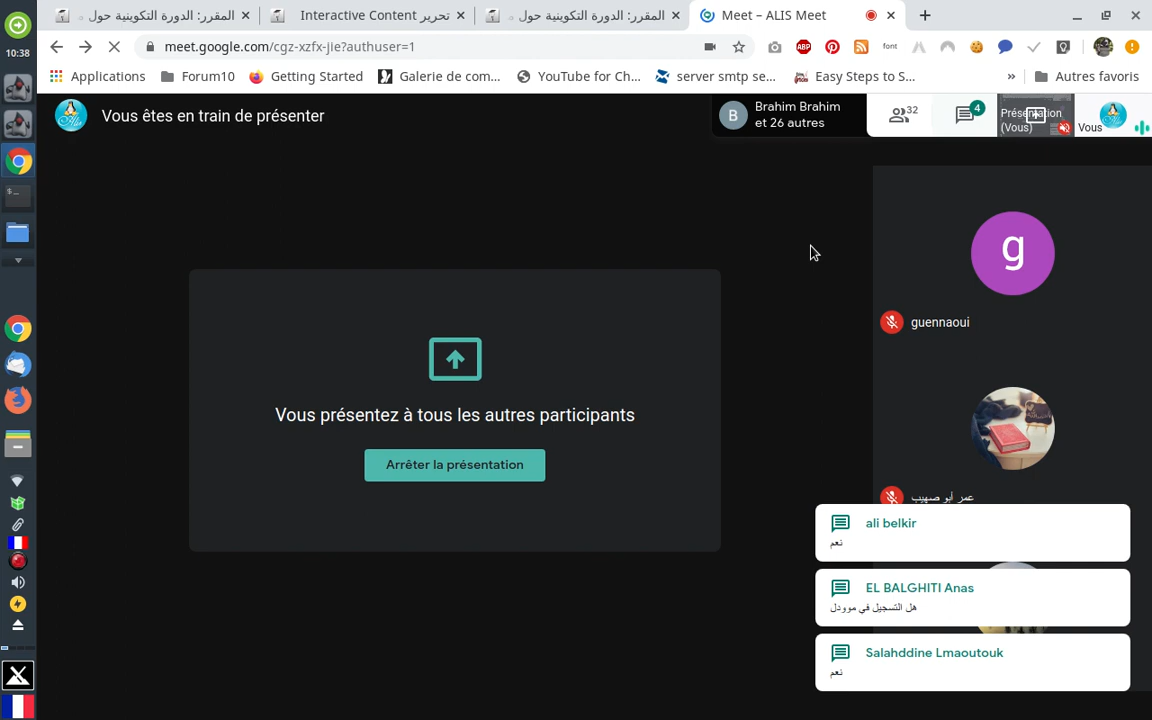 10:38
المقرر: الدورة التكوينية حول
تحرير Interactive Content
المقرر: الدورة التكوينية حول
Meet – ALIS Meet
meet.google.com/cgz-xzfx-jie?authuser=1
ABP
font
Applications
Forum10
Getting Started
Galerie de com...
YouTube for Ch...
server smtp se...
Easy Steps to S...
»
Autres favoris
Vous êtes en train de présenter
B
Brahim Brahim
et 26 autres
32
4
Présentation
(Vous)
Vous
g
guennaoui
Vous présentez à tous les autres participants
Arrêter la présentation
عمر أبو صهيب
ali belkir
نعم
EL BALGHITI Anas
هل التسجيل في موودل
Salahddine Lmaoutouk
نعم